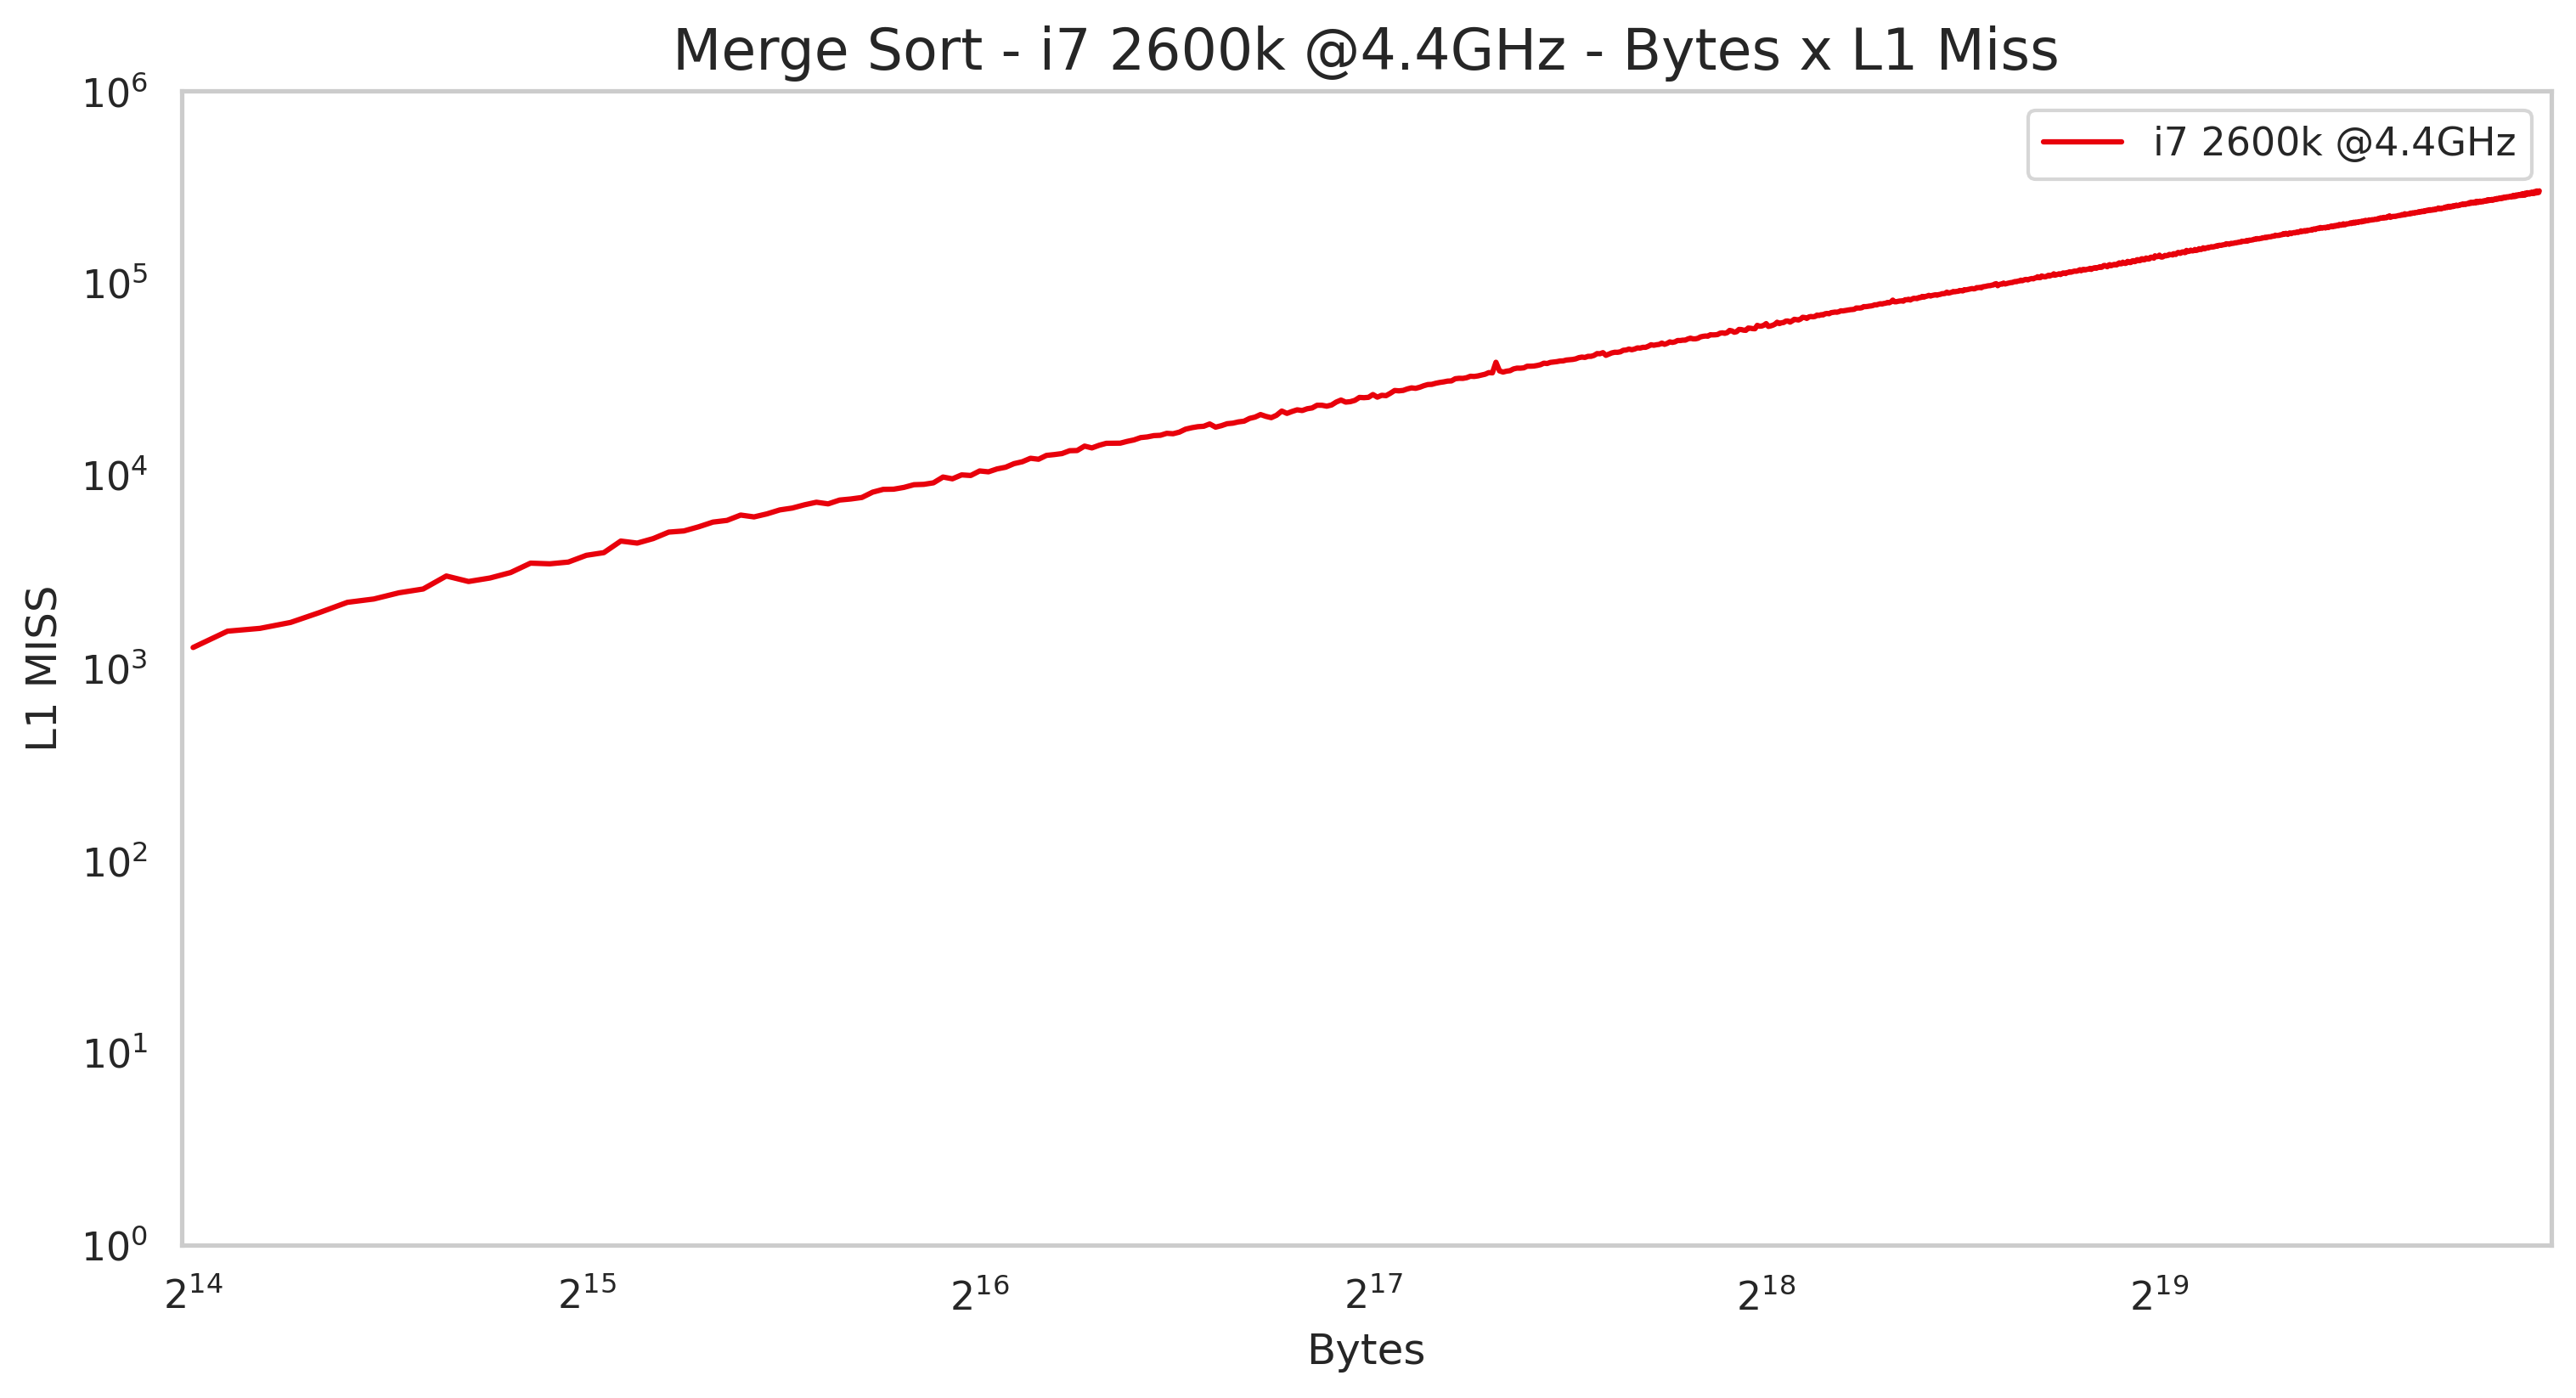 Merge Sort - i7 2600k @4.4GHz - Bytes x L1 Miss
i7 2600k @4.4GHz
L1 MISS
10⁶
10⁵
10⁴
10³
10²
10¹
10⁰
2¹⁴ 2¹⁵ 2¹⁶ 2¹⁷ 2¹⁸ 2¹⁹
Bytes